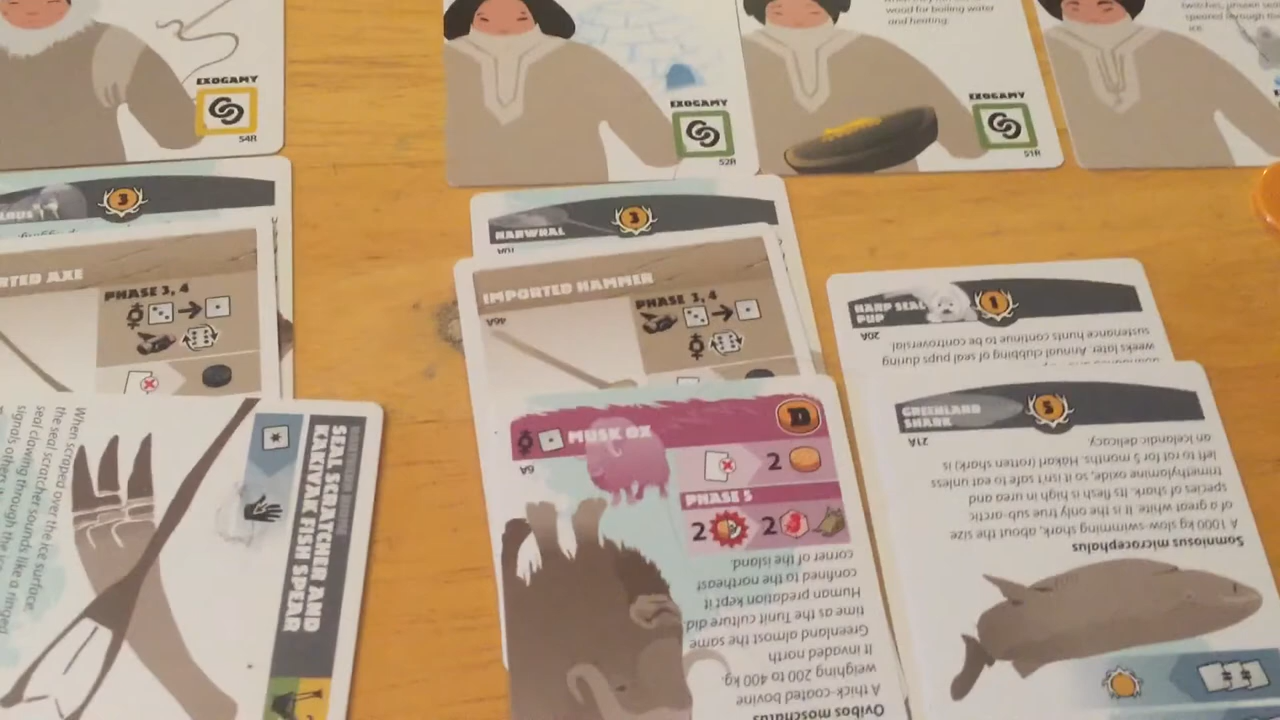 EXOGAMY
54R
EXOGAMY
52R
wood for boiling water
and heating.
EXOGAMY
51R
ice.
3
AXE
PHASE 3, 4
When scraped over the ice surface
the seal scratcher sounds like a ringed
seal clawing through the ice
signals others
SEAL SCRATCHER AND
KAKIVAK FISH SPEAR
NARWHAL
3
10A
IMPORTED HAMMER
46A
PHASE 3, 4
MUSK OX
D
6A
2
PHASE 5
2 2
Ovibos moschatus
A thick-coated bovine
weighing 200 to 400 kg.
It invaded north
Greenland almost the same
time as the Tunit culture did.
Human predation kept it
confined to the northeast
corner of the island.
HARP SEAL
PUP
1
20A
weeks later. Annual clubbing of seal pups during
sustenance hunts continue to be controversial.
GREENLAND
SHARK
5
21A
Somniosus microcephalus
A 1000 kg slow-swimming shark, about the size
of a great white. It is the only true sub-arctic
species of shark. Its flesh is high in urea and
trimethylamine oxide, so it isn't safe to eat unless
left to rot for 5 months. Hákarl (rotten shark) is
an Icelandic delicacy.